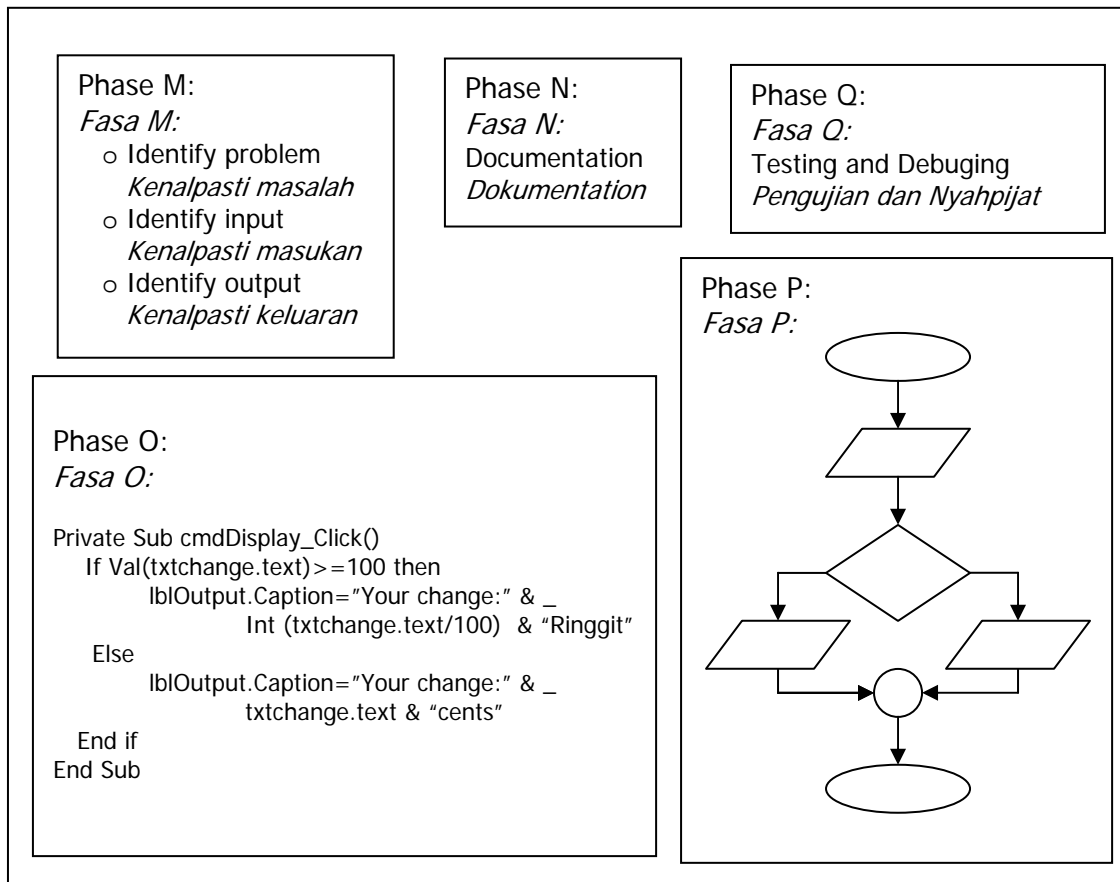 Phase M:
Fasa M:
o Identify problem
Kenalpasti masalah
o Identify input
Kenalpasti masukan
o Identify output
Kenalpasti keluaran
Phase N:
Fasa N:
Documentation
Dokumentation
Phase Q:
Fasa Q:
Testing and Debuging
Pengujian dan Nyahpijat
Phase O:
Fasa O:
Private Sub cmdDisplay_Click()
If Val(txtchange.text)>=100 then
lblOutput.Caption="Your change:" & _
Int (txtchange.text/100) & "Ringgit"
Else
lblOutput.Caption="Your change:" & _
txtchange.text & "cents"
End if
End Sub
Phase P:
Fasa P: